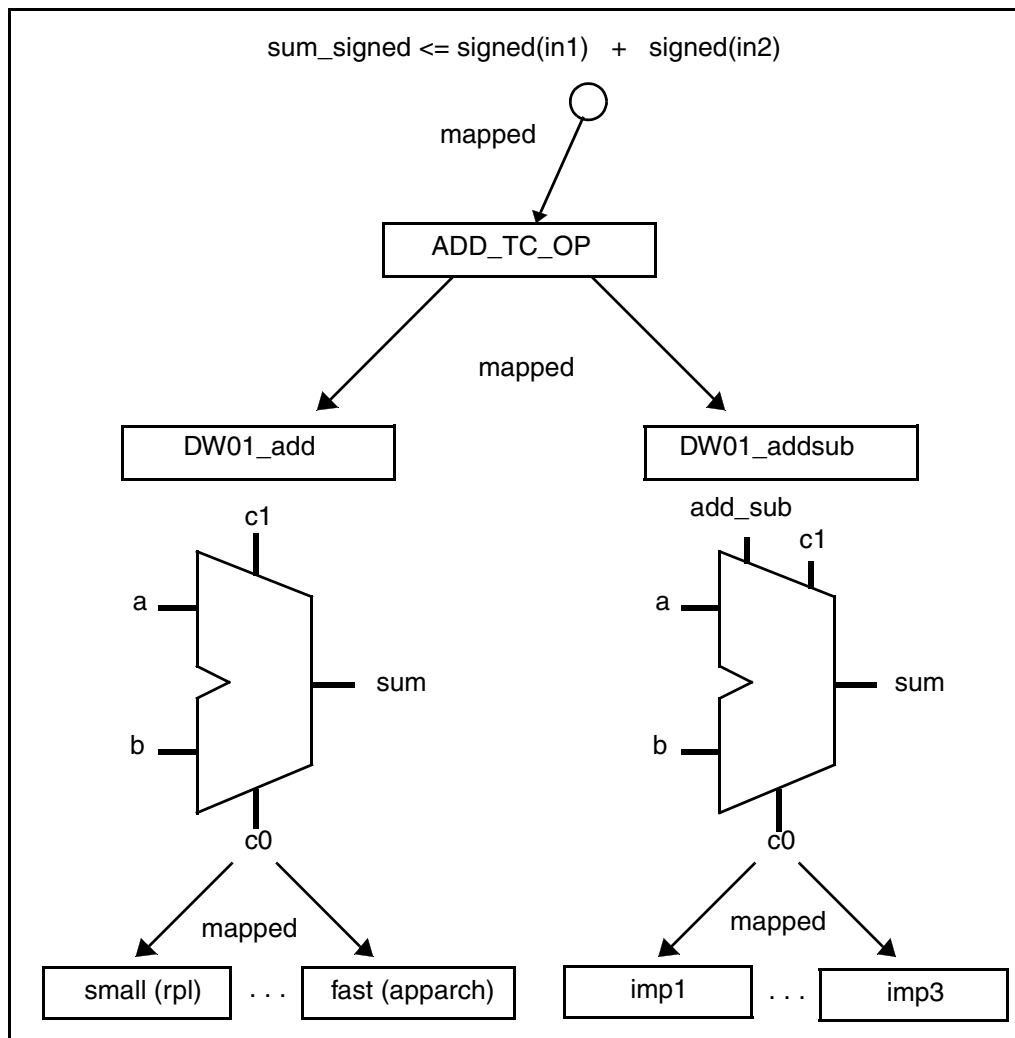 sum_signed <= signed(in1) + signed(in2)
mapped
ADD_TC_OP
mapped
DW01_add
DW01_addsub
c1
a
b
sum
c0
add_sub
c1
a
b
sum
c0
mapped
small (rpl) . . . fast (apparch)
mapped
imp1 . . . imp3